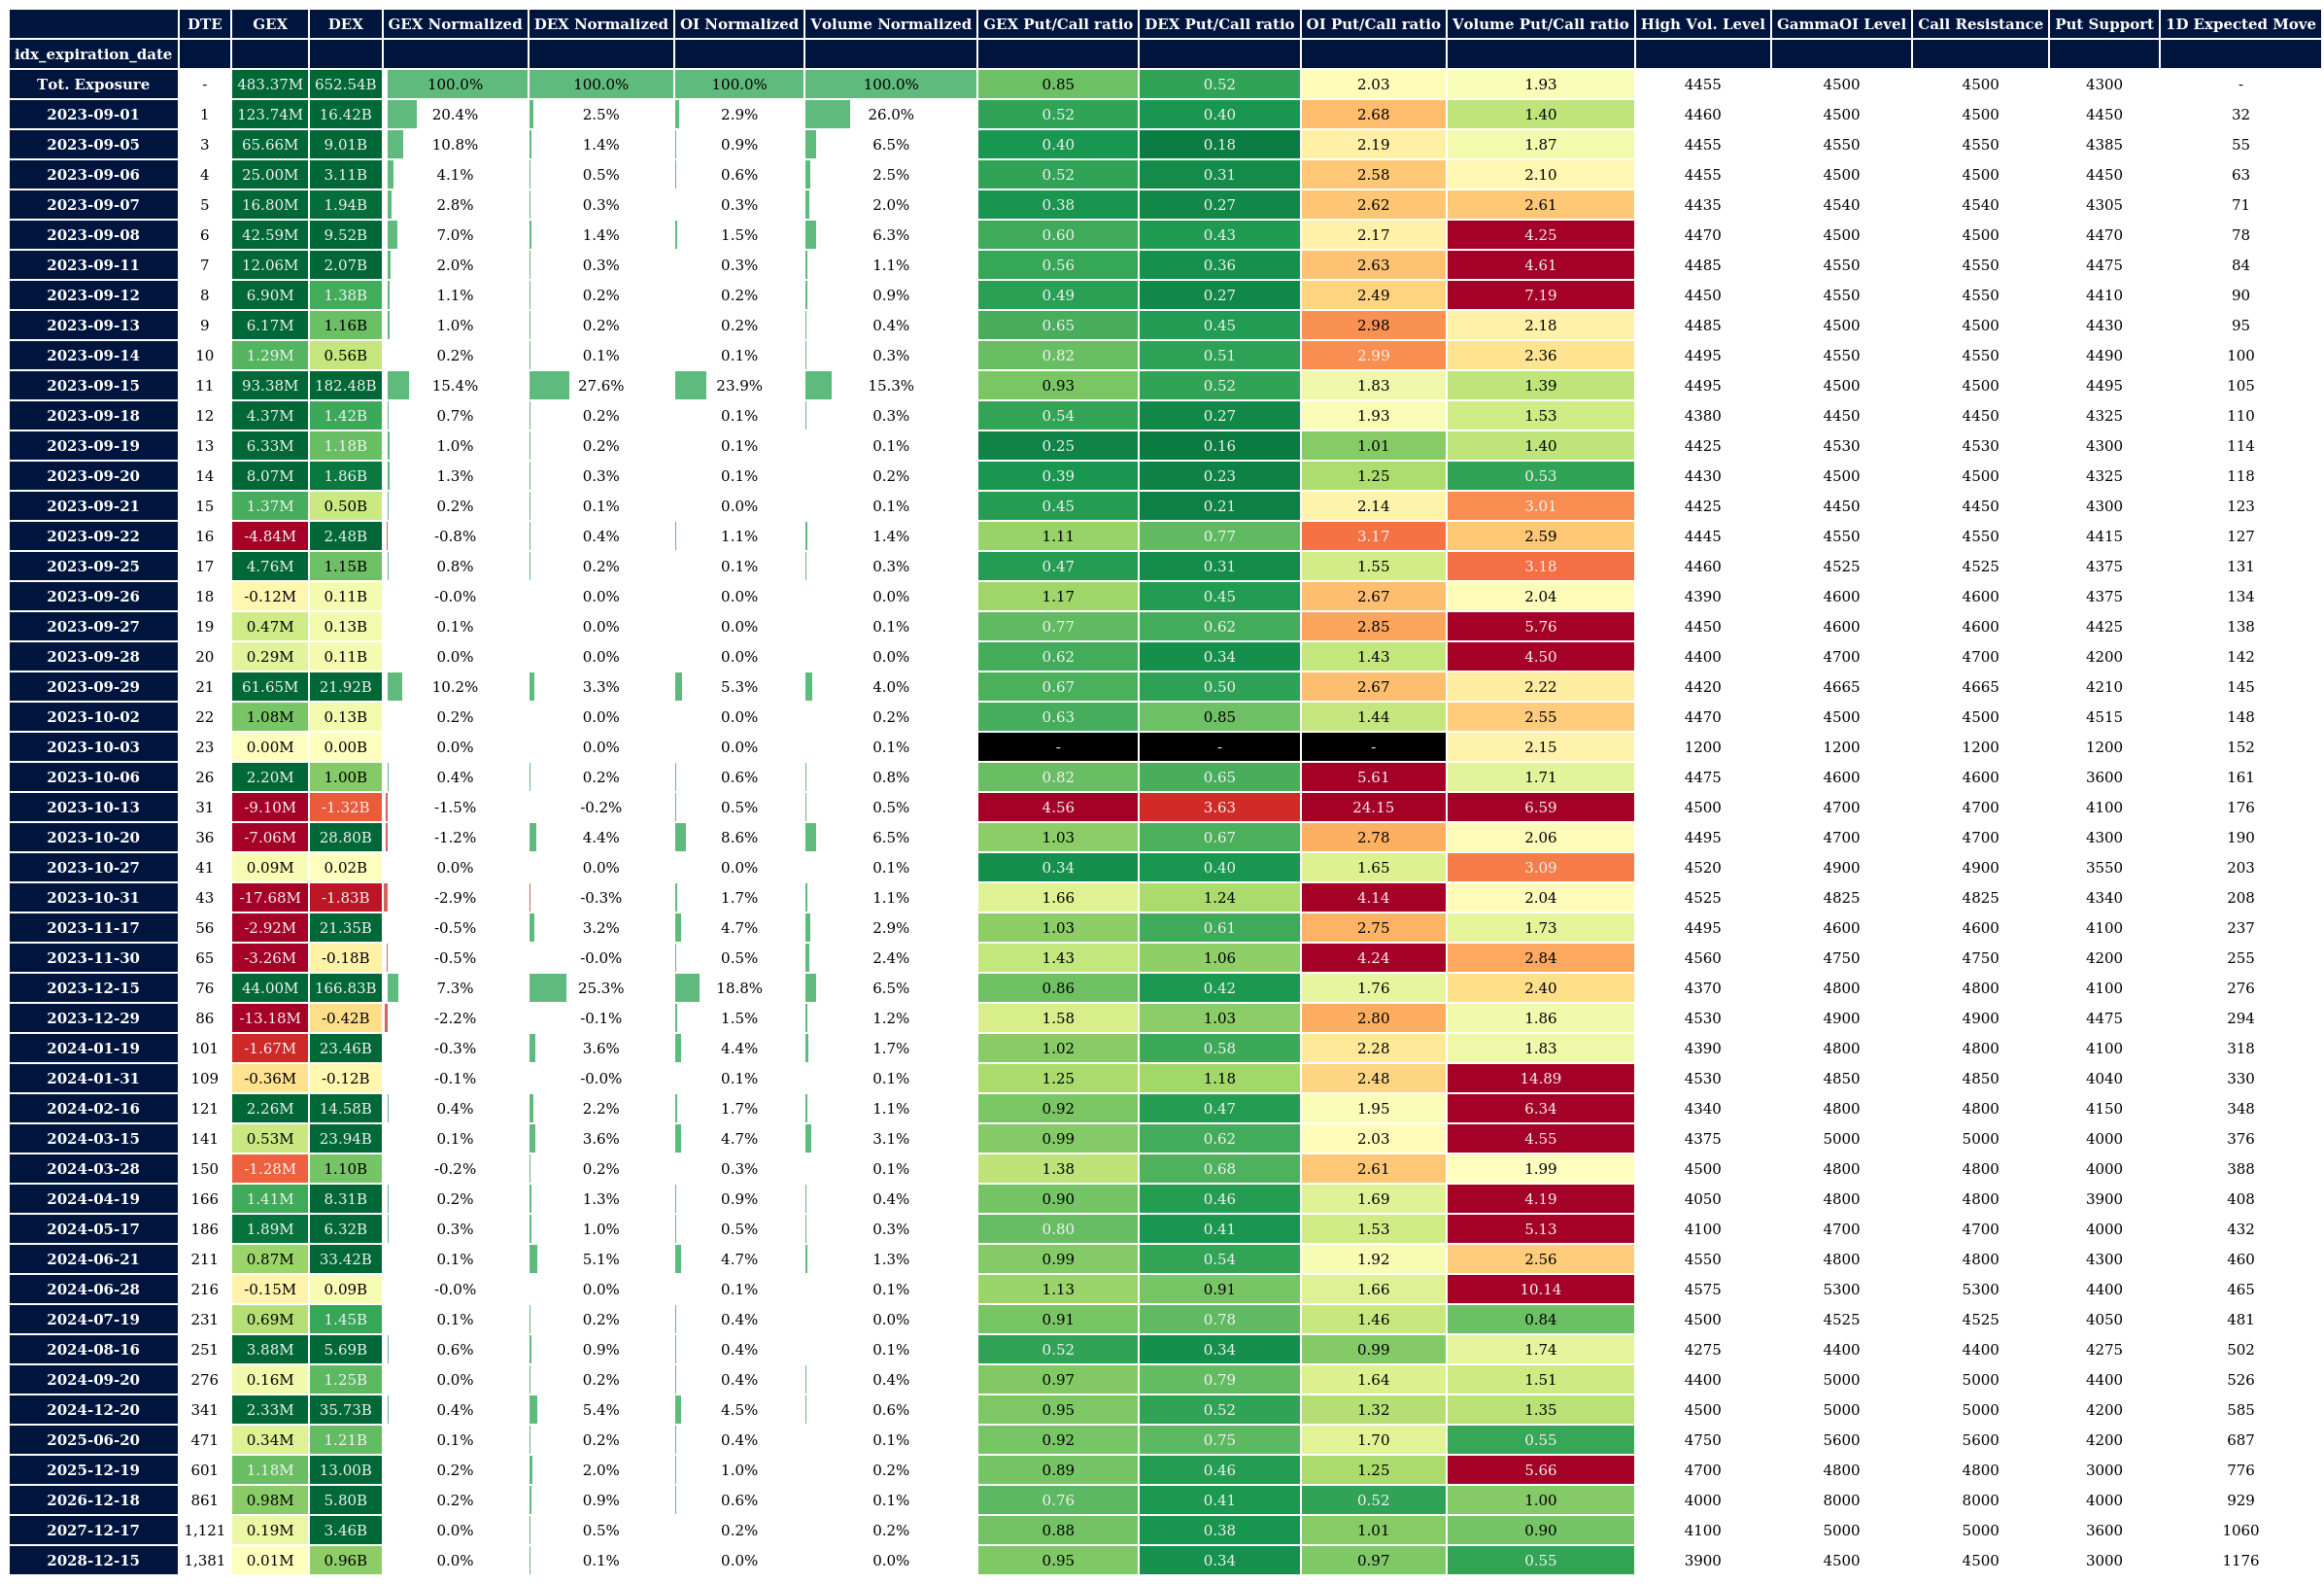 DTE GEX DEX GEX Normalized DEX Normalized OI Normalized Volume Normalized GEX Put/Call ratio DEX Put/Call ratio OI Put/Call ratio Volume Put/Call ratio High Vol. Level GammaOI Level Call Resistance Put Support 1D Expected Move
idx_expiration_date
Tot. Exposure - 483.37M 652.54B 100.0% 100.0% 100.0% 100.0% 0.85 0.52 2.03 1.93 4455 4500 4500 4300 -
2023-09-01 1 123.74M 16.42B 20.4% 2.5% 2.9% 26.0% 0.52 0.40 2.68 1.40 4460 4500 4500 4450 32
2023-09-05 3 65.66M 9.01B 10.8% 1.4% 0.9% 6.5% 0.40 0.18 2.19 1.87 4455 4550 4550 4385 55
2023-09-06 4 25.00M 3.11B 4.1% 0.5% 0.6% 2.5% 0.52 0.31 2.58 2.10 4455 4500 4500 4450 63
2023-09-07 5 16.80M 1.94B 2.8% 0.3% 0.3% 2.0% 0.38 0.27 2.62 2.61 4435 4540 4540 4305 71
2023-09-08 6 42.59M 9.52B 7.0% 1.4% 1.5% 6.3% 0.60 0.43 2.17 4.25 4470 4500 4500 4470 78
2023-09-11 7 12.06M 2.07B 2.0% 0.3% 0.3% 1.1% 0.56 0.36 2.63 4.61 4485 4550 4550 4475 84
2023-09-12 8 6.90M 1.38B 1.1% 0.2% 0.2% 0.9% 0.49 0.27 2.49 7.19 4450 4550 4550 4410 90
2023-09-13 9 6.17M 1.16B 1.0% 0.2% 0.2% 0.4% 0.65 0.45 2.98 2.18 4485 4500 4500 4430 95
2023-09-14 10 1.29M 0.56B 0.2% 0.1% 0.1% 0.3% 0.82 0.51 2.99 2.36 4495 4550 4550 4490 100
2023-09-15 11 93.38M 182.48B 15.4% 27.6% 23.9% 15.3% 0.93 0.52 1.83 1.39 4495 4500 4500 4495 105
2023-09-18 12 4.37M 1.42B 0.7% 0.2% 0.1% 0.3% 0.54 0.27 1.93 1.53 4380 4450 4450 4325 110
2023-09-19 13 6.33M 1.18B 1.0% 0.2% 0.1% 0.1% 0.25 0.16 1.01 1.40 4425 4530 4530 4300 114
2023-09-20 14 8.07M 1.86B 1.3% 0.3% 0.1% 0.2% 0.39 0.23 1.25 0.53 4430 4500 4500 4325 118
2023-09-21 15 1.37M 0.50B 0.2% 0.1% 0.0% 0.1% 0.45 0.21 2.14 3.01 4425 4450 4450 4300 123
2023-09-22 16 -4.84M 2.48B -0.8% 0.4% 1.1% 1.4% 1.11 0.77 3.17 2.59 4445 4550 4550 4415 127
2023-09-25 17 4.76M 1.15B 0.8% 0.2% 0.1% 0.3% 0.47 0.31 1.55 3.18 4460 4525 4525 4375 131
2023-09-26 18 -0.12M 0.11B -0.0% 0.0% 0.0% 0.0% 1.17 0.45 2.67 2.04 4390 4600 4600 4375 134
2023-09-27 19 0.47M 0.13B 0.1% 0.0% 0.0% 0.1% 0.77 0.62 2.85 5.76 4450 4600 4600 4425 138
2023-09-28 20 0.29M 0.11B 0.0% 0.0% 0.0% 0.0% 0.62 0.34 1.43 4.50 4400 4700 4700 4200 142
2023-09-29 21 61.65M 21.92B 10.2% 3.3% 5.3% 4.0% 0.67 0.50 2.67 2.22 4420 4665 4665 4210 145
2023-10-02 22 1.08M 0.13B 0.2% 0.0% 0.0% 0.2% 0.63 0.85 1.44 2.55 4470 4500 4500 4515 148
2023-10-03 23 0.00M 0.00B 0.0% 0.0% 0.0% 0.1% - - - 2.15 1200 1200 1200 1200 152
2023-10-06 26 2.20M 1.00B 0.4% 0.2% 0.6% 0.8% 0.82 0.65 5.61 1.71 4475 4600 4600 3600 161
2023-10-13 31 -9.10M -1.32B -1.5% -0.2% 0.5% 0.5% 4.56 3.63 24.15 6.59 4500 4700 4700 4100 176
2023-10-20 36 -7.06M 28.80B -1.2% 4.4% 8.6% 6.5% 1.03 0.67 2.78 2.06 4495 4700 4700 4300 190
2023-10-27 41 0.09M 0.02B 0.0% 0.0% 0.0% 0.1% 0.34 0.40 1.65 3.09 4520 4900 4900 3550 203
2023-10-31 43 -17.68M -1.83B -2.9% -0.3% 1.7% 1.1% 1.66 1.24 4.14 2.04 4525 4825 4825 4340 208
2023-11-17 56 -2.92M 21.35B -0.5% 3.2% 4.7% 2.9% 1.03 0.61 2.75 1.73 4495 4600 4600 4100 237
2023-11-30 65 -3.26M -0.18B -0.5% -0.0% 0.5% 2.4% 1.43 1.06 4.24 2.84 4560 4750 4750 4200 255
2023-12-15 76 44.00M 166.83B 7.3% 25.3% 18.8% 6.5% 0.86 0.42 1.76 2.40 4370 4800 4800 4100 276
2023-12-29 86 -13.18M -0.42B -2.2% -0.1% 1.5% 1.2% 1.58 1.03 2.80 1.86 4530 4900 4900 4475 294
2024-01-19 101 -1.67M 23.46B -0.3% 3.6% 4.4% 1.7% 1.02 0.58 2.28 1.83 4390 4800 4800 4100 318
2024-01-31 109 -0.36M -0.12B -0.1% -0.0% 0.1% 0.1% 1.25 1.18 2.48 14.89 4530 4850 4850 4040 330
2024-02-16 121 2.26M 14.58B 0.4% 2.2% 1.7% 1.1% 0.92 0.47 1.95 6.34 4340 4800 4800 4150 348
2024-03-15 141 0.53M 23.94B 0.1% 3.6% 4.7% 3.1% 0.99 0.62 2.03 4.55 4375 5000 5000 4000 376
2024-03-28 150 -1.28M 1.10B -0.2% 0.2% 0.3% 0.1% 1.38 0.68 2.61 1.99 4500 4800 4800 4000 388
2024-04-19 166 1.41M 8.31B 0.2% 1.3% 0.9% 0.4% 0.90 0.46 1.69 4.19 4050 4800 4800 3900 408
2024-05-17 186 1.89M 6.32B 0.3% 1.0% 0.5% 0.3% 0.80 0.41 1.53 5.13 4100 4700 4700 4000 432
2024-06-21 211 0.87M 33.42B 0.1% 5.1% 4.7% 1.3% 0.99 0.54 1.92 2.56 4550 4800 4800 4300 460
2024-06-28 216 -0.15M 0.09B -0.0% 0.0% 0.1% 0.1% 1.13 0.91 1.66 10.14 4575 5300 5300 4400 465
2024-07-19 231 0.69M 1.45B 0.1% 0.2% 0.4% 0.0% 0.91 0.78 1.46 0.84 4500 4525 4525 4050 481
2024-08-16 251 3.88M 5.69B 0.6% 0.9% 0.4% 0.1% 0.52 0.34 0.99 1.74 4275 4400 4400 4275 502
2024-09-20 276 0.16M 1.25B 0.0% 0.2% 0.4% 0.4% 0.97 0.79 1.64 1.51 4400 5000 5000 4400 526
2024-12-20 341 2.33M 35.73B 0.4% 5.4% 4.5% 0.6% 0.95 0.52 1.32 1.35 4500 5000 5000 4200 585
2025-06-20 471 0.34M 1.21B 0.1% 0.2% 0.4% 0.1% 0.92 0.75 1.70 0.55 4750 5600 5600 4200 687
2025-12-19 601 1.18M 13.00B 0.2% 2.0% 1.0% 0.2% 0.89 0.46 1.25 5.66 4700 4800 4800 3000 776
2026-12-18 861 0.98M 5.80B 0.2% 0.9% 0.6% 0.1% 0.76 0.41 0.52 1.00 4000 8000 8000 4000 929
2027-12-17 1,121 0.19M 3.46B 0.0% 0.5% 0.2% 0.2% 0.88 0.38 1.01 0.90 4100 5000 5000 3600 1060
2028-12-15 1,381 0.01M 0.96B 0.0% 0.1% 0.0% 0.0% 0.95 0.34 0.97 0.55 3900 4500 4500 3000 1176